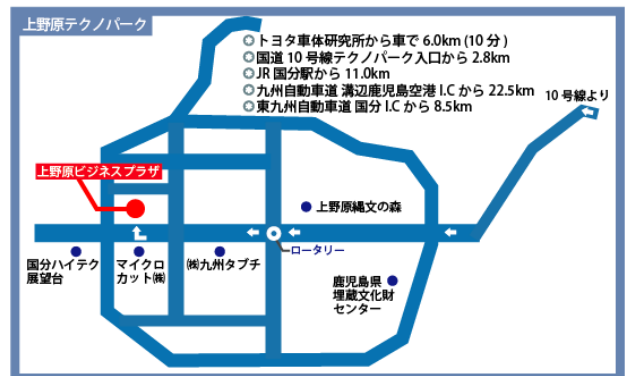 上野原テクノパーク
トヨタ車体研究所から車で 6.0km (10 分 )
国道 10 号線テクノパーク入口から 2.8km
JR 国分駅から 11.0km
九州自動車道 溝辺鹿児島空港 I.C から 22.5km
東九州自動車道 国分 I.C から 8.5km
10 号線より
上野原ビジネスプラザ
上野原縄文の森
ロータリー
国分ハイテク
展望台
マイクロ
カット㈱
㈱九州タブチ
鹿児島県
埋蔵文化財
センター